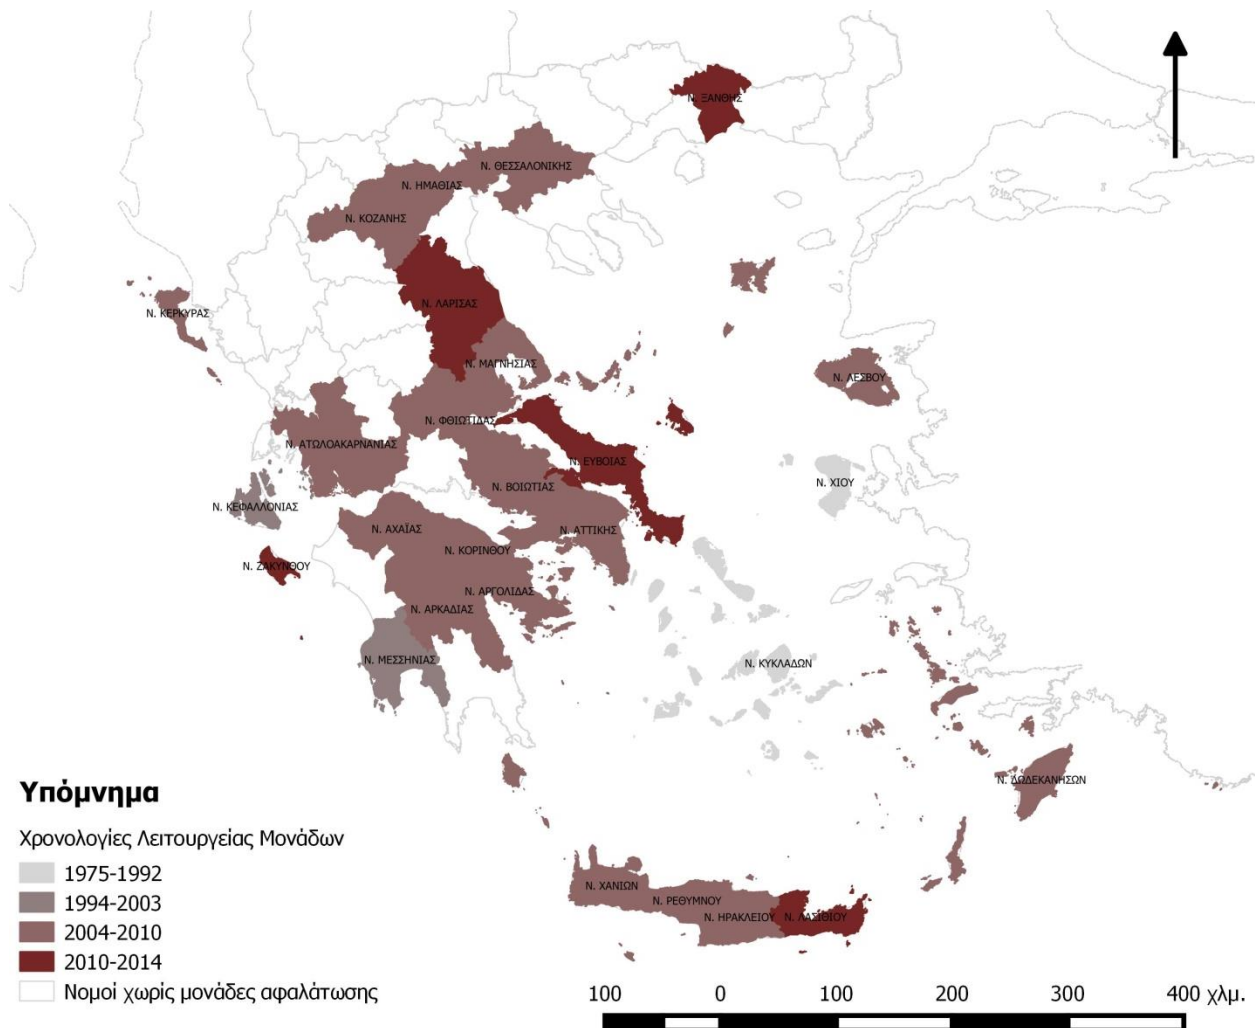 Ν. ΞΑΝΘΗΣ
Ν. ΘΕΣΣΑΛΟΝΙΚΗΣ
Ν. ΗΜΑΘΙΑΣ
Ν. ΚΟΖΑΝΗΣ
Ν. ΛΑΡΙΣΑΣ
Ν. ΚΕΡΚΥΡΑΣ
Ν. ΜΑΓΝΗΣΙΑΣ
Ν. ΛΕΣΒΟΥ
Ν. ΦΘΙΩΤΙΔΑΣ
Ν. ΑΤΩΛΟΑΚΑΡΝΑΝΙΑΣ
Ν. ΕΥΒΟΙΑΣ
Ν. ΒΟΙΩΤΙΑΣ
Ν. ΧΙΟΥ
Ν. ΚΕΦΑΛΛΟΝΙΑΣ
Ν. ΑΧΑΪΑΣ
Ν. ΑΤΤΙΚΗΣ
Ν. ΚΟΡΙΝΘΟΥ
Ν. ΖΑΚΥΝΘΟΥ
Ν. ΑΡΓΟΛΙΔΑΣ
Ν. ΑΡΚΑΔΙΑΣ
Ν. ΜΕΣΣΗΝΙΑΣ
Ν. ΚΥΚΛΑΔΩΝ
Ν. ΔΩΔΕΚΑΝΗΣΩΝ
Ν. ΧΑΝΙΩΝ
Ν. ΡΕΘΥΜΝΟΥ
Ν. ΗΡΑΚΛΕΙΟΥ
Ν. ΛΑΣΙΘΙΟΥ
Υπόμνημα
Χρονολογίες Λειτουργείας Μονάδων
1975-1992
1994-2003
2004-2010
2010-2014
Νομοί χωρίς μονάδες αφαλάτωσης
100 0 100 200 300 400 χλμ.